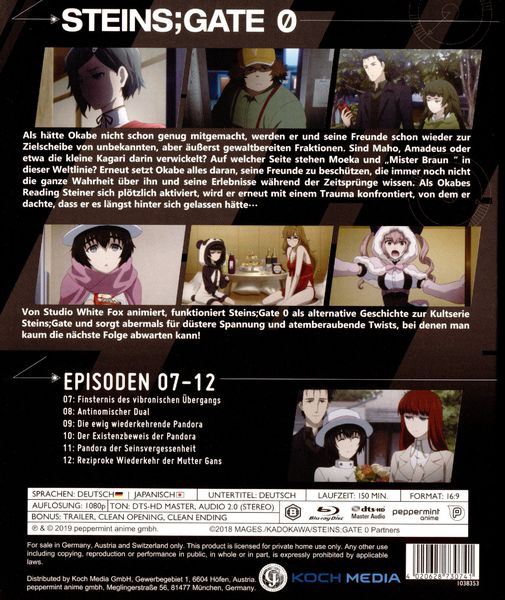 STEINS;GATE 0
Als hätte Okabe nicht schon genug mitgemacht, werden er und seine Freunde schon wieder zur
Zielscheibe von unbekannten, aber äußerst gewaltbereiten Fraktionen. Sind Maho, Amadeus oder
etwa die kleine Kagari darin verwickelt? Auf welcher Seite stehen Moeka und „Mister Braun “ in
dieser Weltlinie? Erneut setzt Okabe alles daran, seine Freunde zu beschützen, die immer noch nicht
die ganze Wahrheit über ihn und seine Erlebnisse während der Zeitsprünge wissen. Als Okabes
Reading Steiner sich plötzlich aktiviert, wird er erneut mit einem Trauma konfrontiert, von dem er
dachte, dass er es längst hinter sich gelassen hätte…
Von Studio White Fox animiert, funktioniert Steins;Gate 0 als alternative Geschichte zur Kultserie
Steins;Gate und sorgt abermals für düstere Spannung und atemberaubende Twists, bei denen man
kaum die nächste Folge abwarten kann!
EPISODEN 07-12
07: Finsternis des vibronischen Übergangs
08: Antinomischer Dual
09: Die ewig wiederkehrende Pandora
10: Der Existenzbeweis der Pandora
11: Pandora der Seinsvergessenheit
12: Reziproke Wiederkehr der Mutter Gans
SPRACHEN: DEUTSCH | JAPANISCH UNTERTITEL: DEUTSCH LAUFZEIT: 150 MIN. FORMAT: 16:9
AUFLÖSUNG: 1080p TON: DTS-HD MASTER, AUDIO 2.0 (STEREO)
BONUS: TRAILER, CLEAN OPENING, CLEAN ENDING
B Blu-ray Disc dts-HD Master Audio peppermint anime
℗ & © 2019 peppermint anime gmbh. ©2018 MAGES./KADOKAWA/STEINS;GATE 0 Partners
For sale in Germany, Austria and Switzerland only. This product is licensed for private home use only. Any other use
including copying, reproduction or performance in public, in whole or in part, is expressly prohibited by applicable
laws.
Distributed by Koch Media GmbH, Gewerbegebiet 1, 6604 Höfen, Austria.
peppermint anime GmbH, Meglingerstraße 56, 81477 München, Germany.
KOCH MEDIA
4 020628 730741
1038353